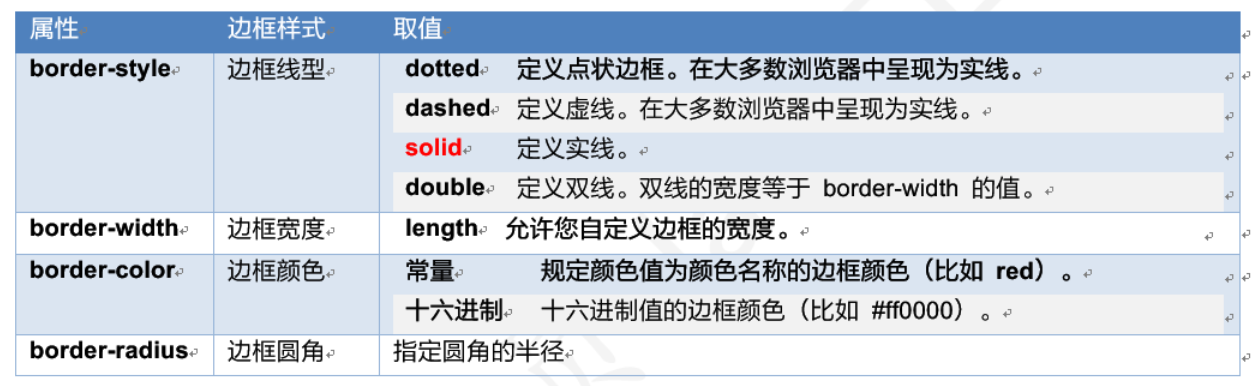 属性 边框样式 取值
border-style 边框线型 dotted 定义点状边框。在大多数浏览器中呈现为实线。
dashed 定义虚线。在大多数浏览器中呈现为实线。
solid 定义实线。
double 定义双线。双线的宽度等于 border-width 的值。
border-width 边框宽度 length 允许您自定义边框的宽度。
border-color 边框颜色 常量 规定颜色值为颜色名称的边框颜色（比如 red）。
十六进制 十六进制值的边框颜色（比如 #ff0000）。
border-radius 边框圆角 指定圆角的半径